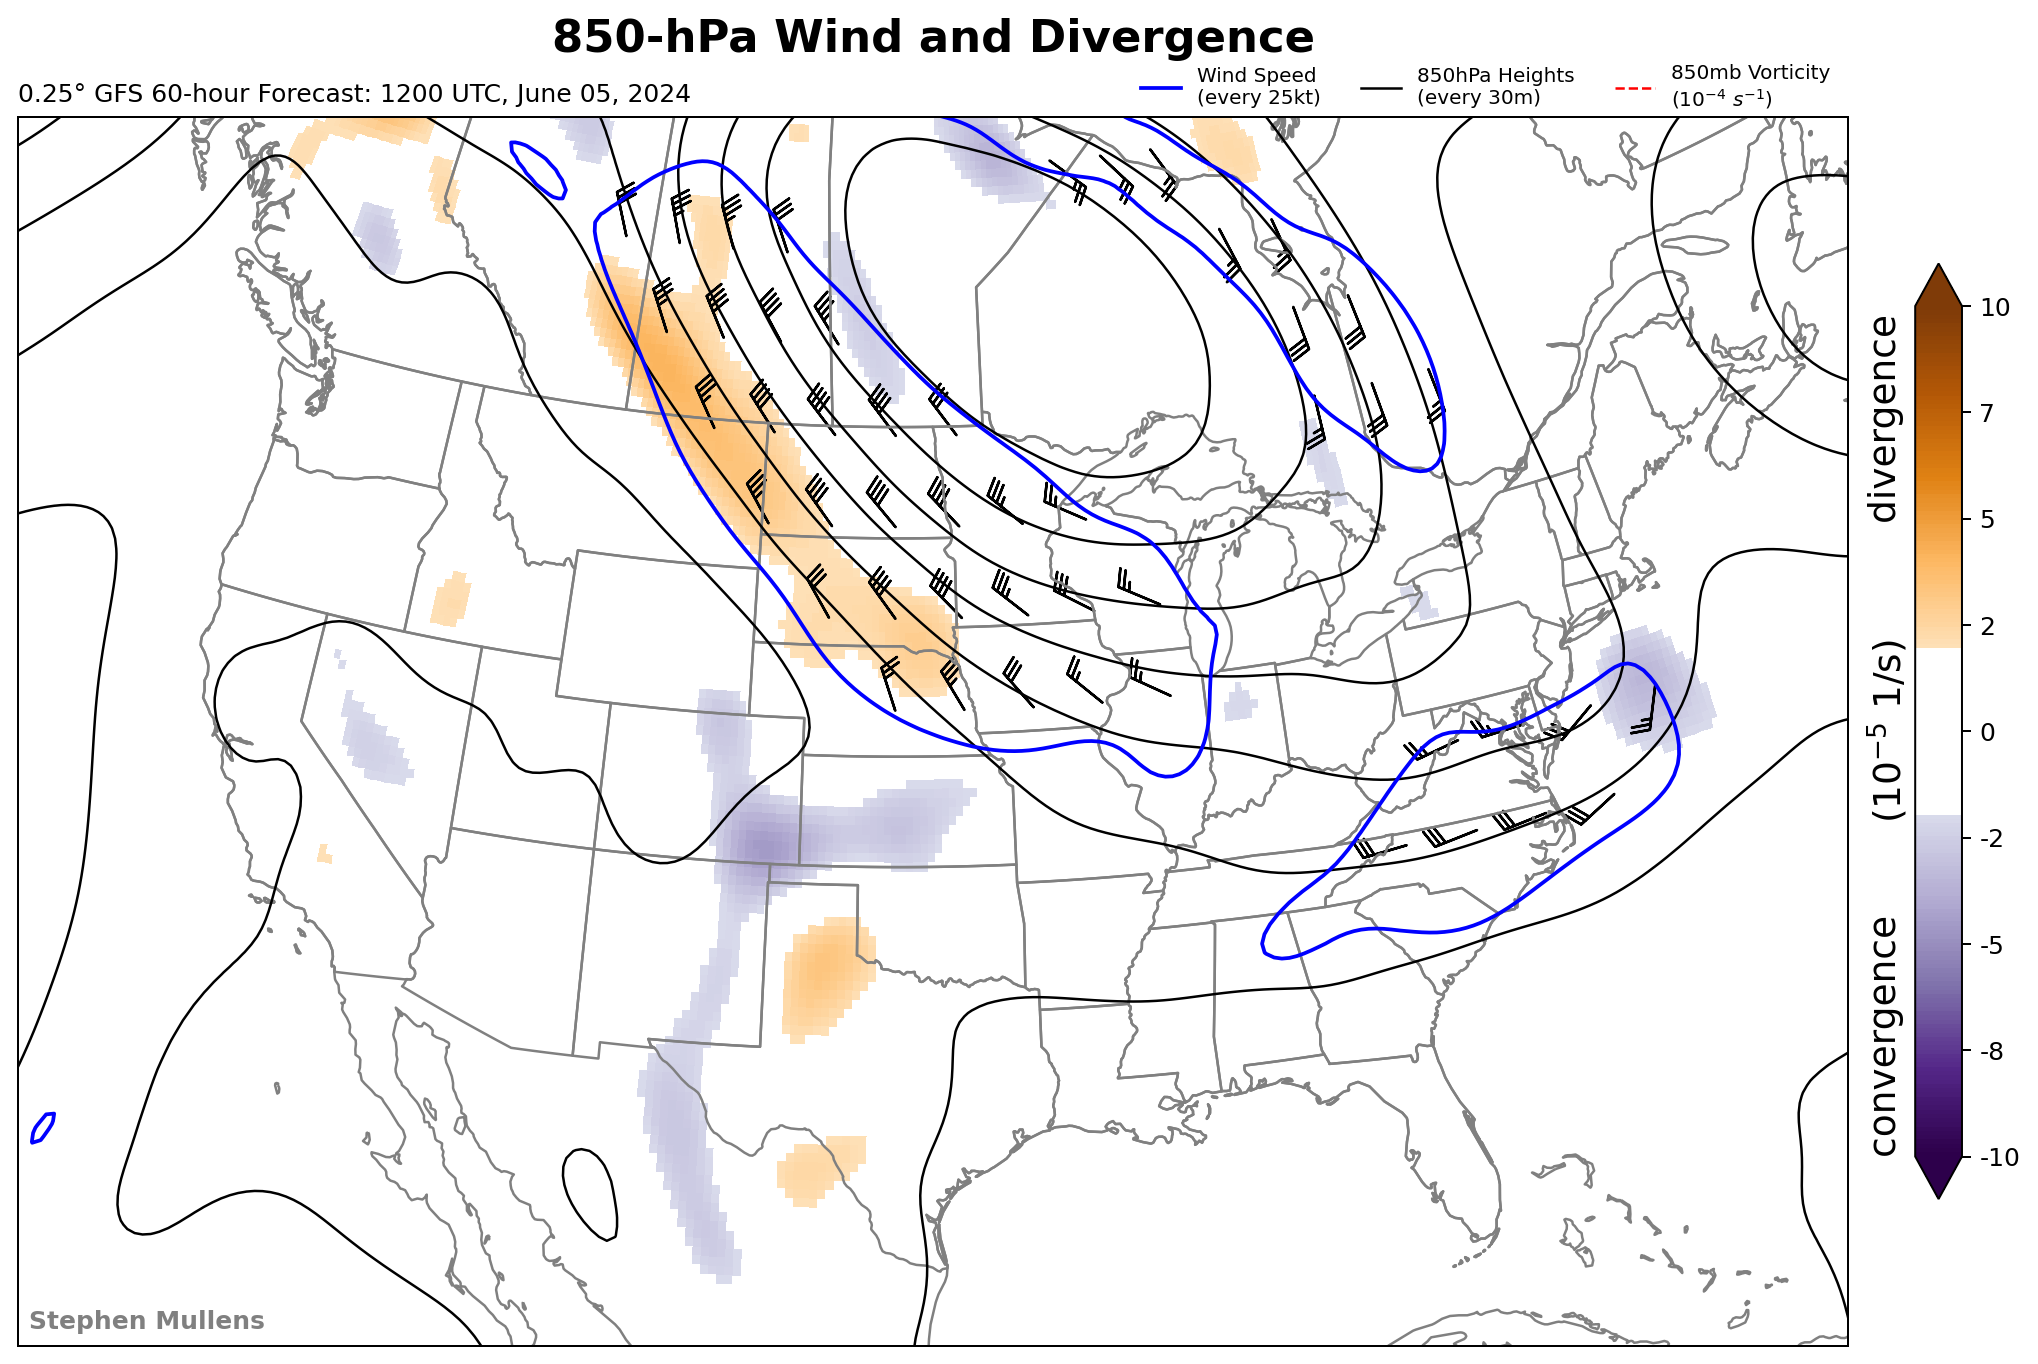 850-hPa Wind and Divergence
0.25° GFS 60-hour Forecast: 1200 UTC, June 05, 2024
Wind Speed
(every 25kt)
850hPa Heights
(every 30m)
850mb Vorticity
(10⁻⁴ s⁻¹)
10
7
5
2
0
-2
-5
-8
-10
convergence (10⁻⁵ 1/s) divergence
Stephen Mullens